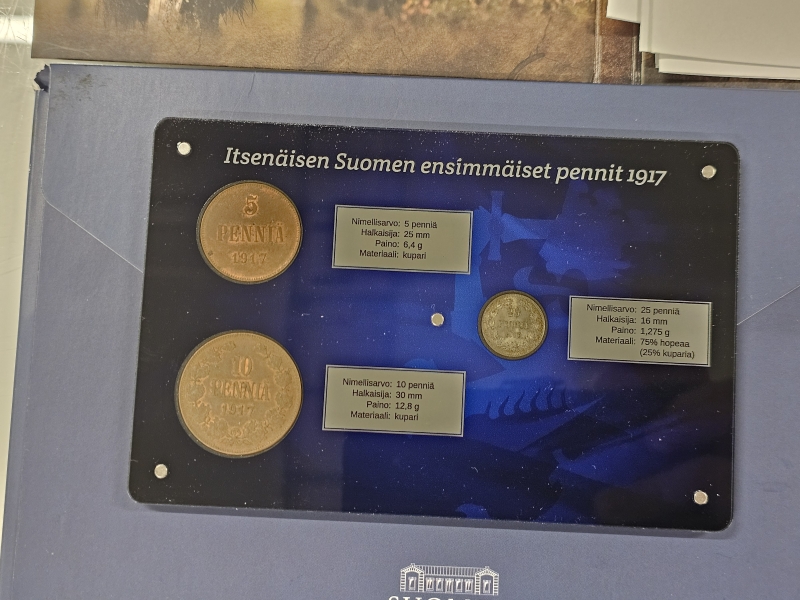 Itsenäisen Suomen ensimmäiset pennit 1917
5
PENNIÄ
1917
Nimellisarvo: 5 penniä
Halkaisija: 25 mm
Paino: 6,4 g
Materiaali: kupari
25
PENNIÄ
Nimellisarvo: 25 penniä
Halkaisija: 16 mm
Paino: 1,275 g
Materiaali: 75% hopeaa
(25% kuparia)
10
PENNIÄ
1917
Nimellisarvo: 10 penniä
Halkaisija: 30 mm
Paino: 12,8 g
Materiaali: kupari